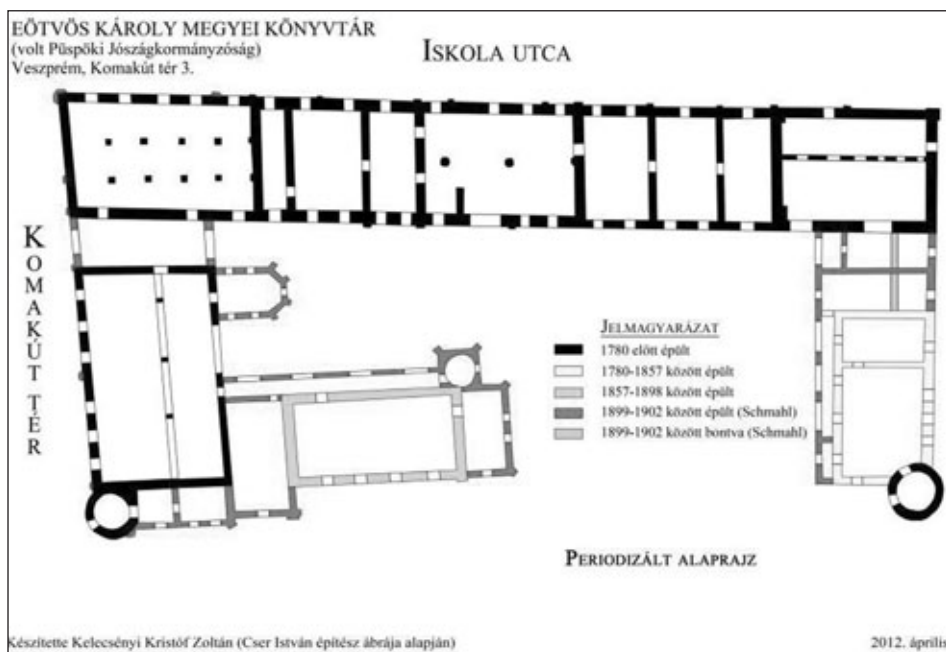 EÖTVÖS KÁROLY MEGYEI KÖNYVTÁR
(volt Püspöki Jószágkormányzóság)
Veszprém, Komakút tér 3.
ISKOLA UTCA
KOMAKÚT TÉR
JELMAGYARÁZAT
1780 előtt épült
1780-1857 között épült
1857-1898 között épült
1899-1902 között épült (Schmahl)
1899-1902 között bontva (Schmahl)
PERIODIZÁLT ALAPRAJZ
Készítette Kelecsényi Kristóf Zoltán (Cser István építész ábrája alapján)
2012. április